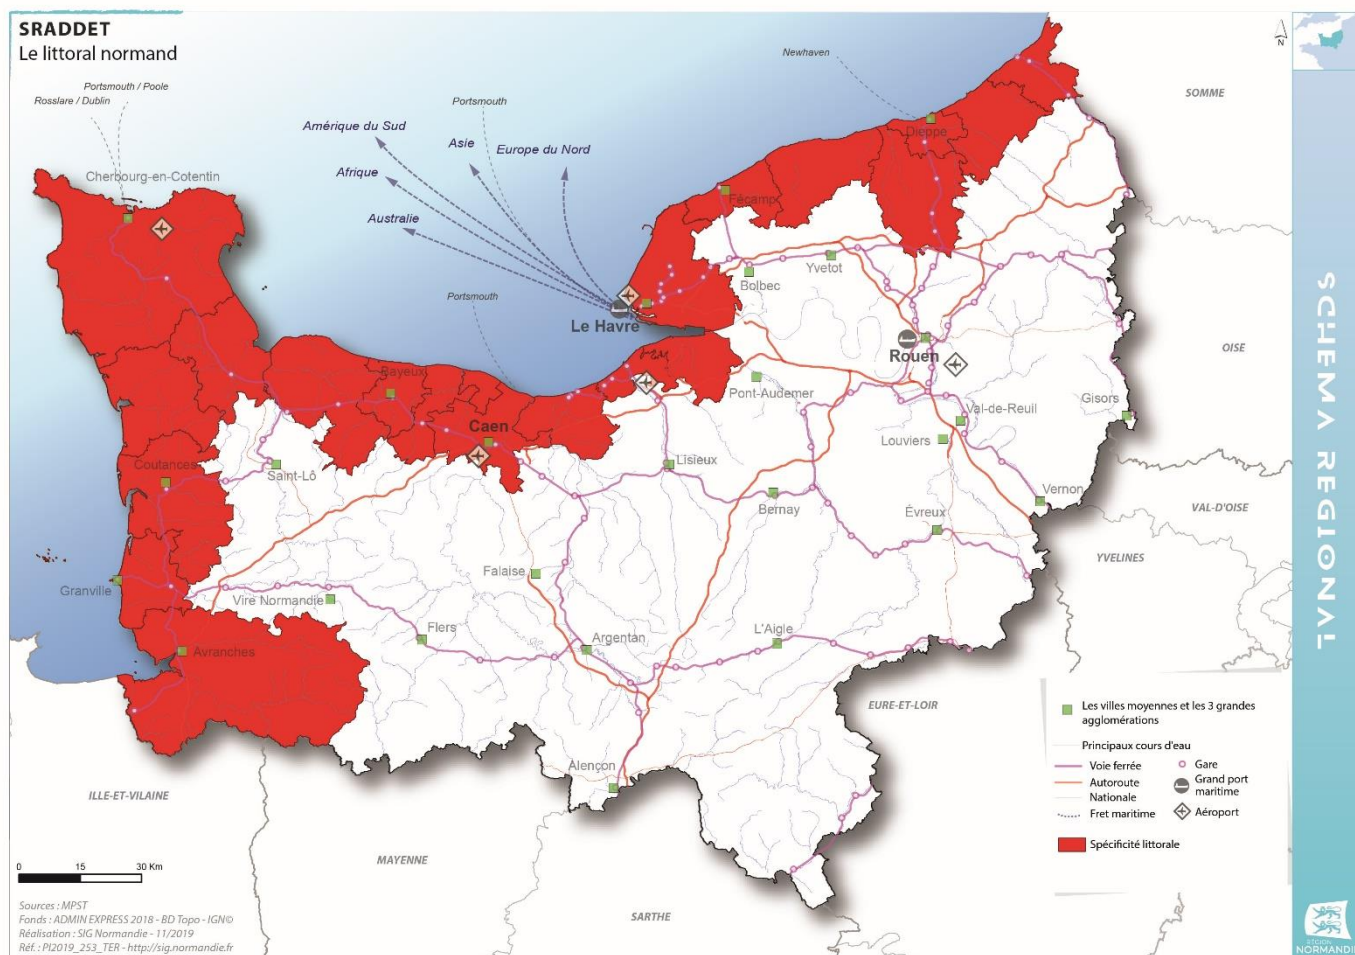 SRADDET
Le littoral normand
Newhaven
Portsmouth / Poole
Rosslare / Dublin
Portsmouth
SOMME
Amérique du Sud
Asie
Europe du Nord
Afrique
Australie
Cherbourg-en-Cotentin
Dieppe
Fécamp
Yvetot
Bolbec
Portsmouth
Le Havre
Rouen
OISE
Bayeux
Pont-Audemer
Gisors
Val-de-Reuil
Caen
Louviers
Coutances
Saint-Lô
Lisieux
Vernon
Bernay
Évreux
VAL-D'OISE
YVELINES
Falaise
Granville
Vire Normandie
Flers
Argentan
L'Aigle
Avranches
EURE-ET-LOIR
Alençon
ILLE-ET-VILAINE
MAYENNE
SARTHE
Les villes moyennes et les 3 grandes
agglomérations
Principaux cours d'eau
Voie ferrée
Gare
Autoroute
Grand port
maritime
Nationale
Fret maritime
Aéroport
Spécificité littorale
0 15 30 Km
Sources : MPST
Fonds : ADMIN EXPRESS 2018 - BD Topo - IGN©
Réalisation : SIG Normandie - 11/2019
Réf. : PI2019_253_TER - http://sig.normandie.fr
N
SCHEMA REGIONAL
RÉGION
NORMANDIE